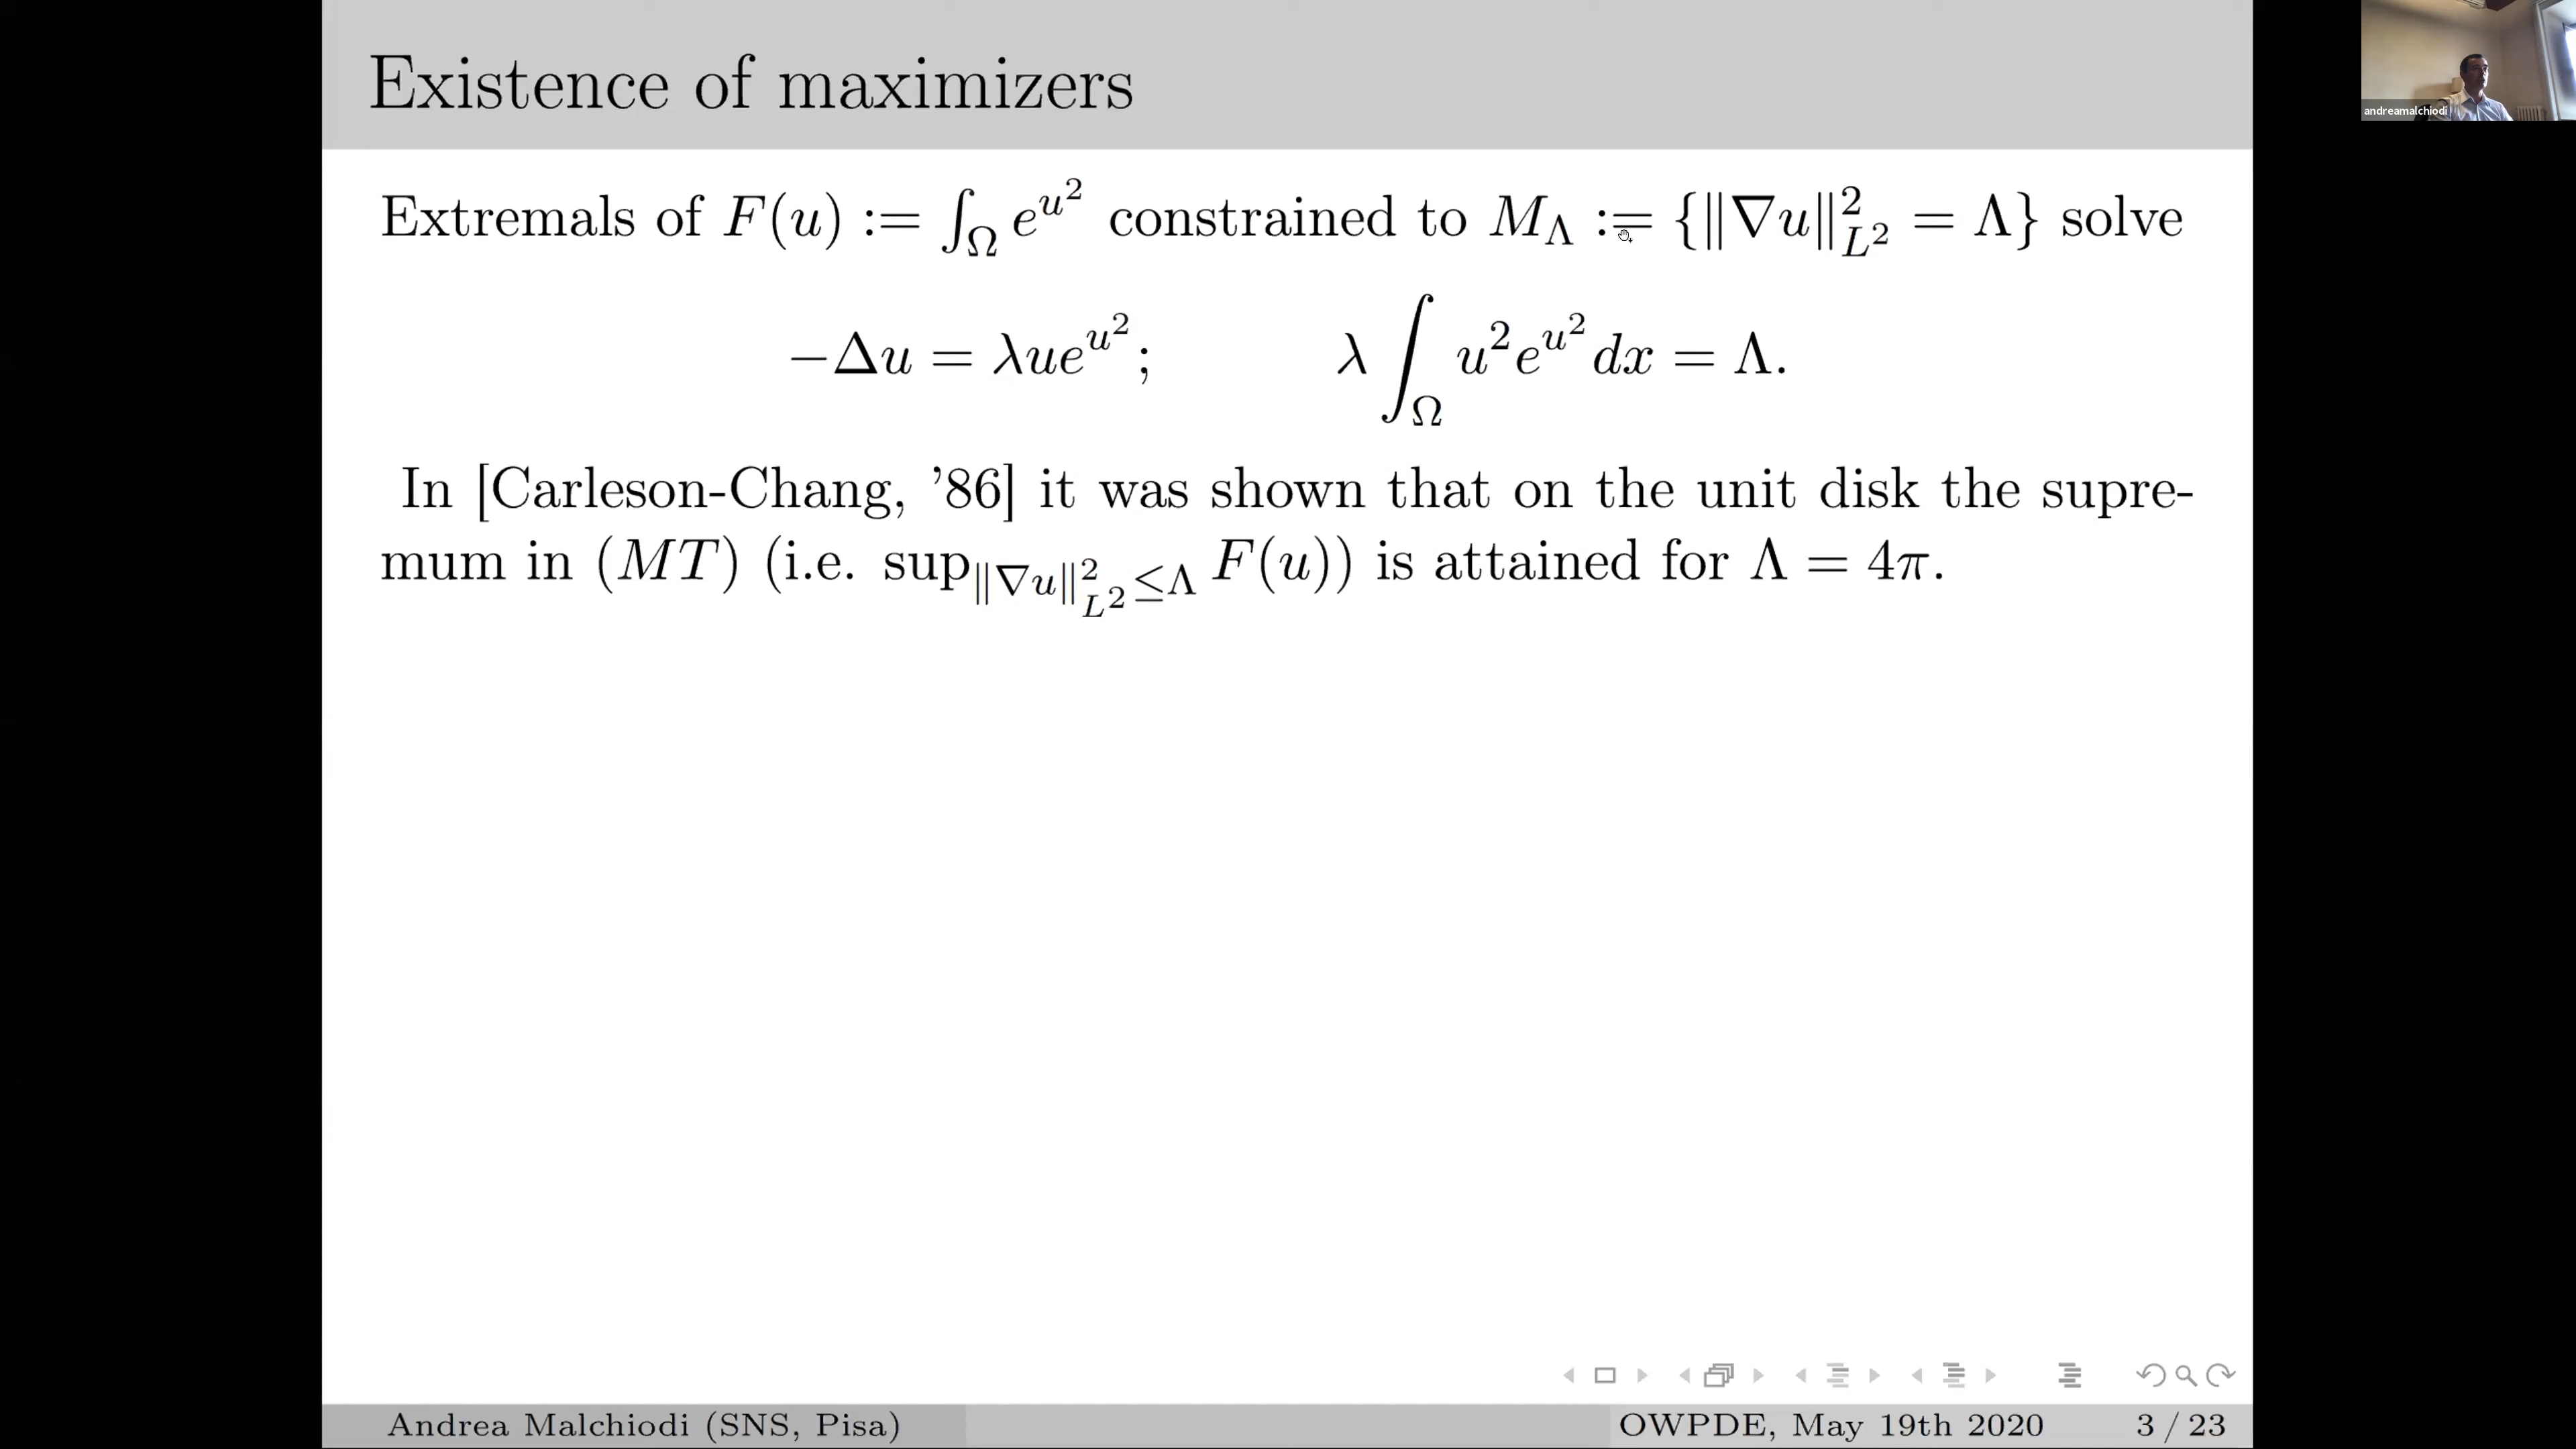 Existence of maximizers
andreamalchiodi
Extremals of F(u) := ∫_Ω e^{u^2} constrained to M_Λ := {‖∇u‖^2_{L^2} = Λ} solve
−Δu = λue^{u^2};    λ ∫_Ω u^2 e^{u^2} dx = Λ.
In [Carleson-Chang, ’86] it was shown that on the unit disk the supre-
mum in (MT) (i.e. sup_{‖∇u‖^2_{L^2} ≤ Λ} F(u)) is attained for Λ = 4π.
Andrea Malchiodi (SNS, Pisa) OWPDE, May 19th 2020 3 / 23